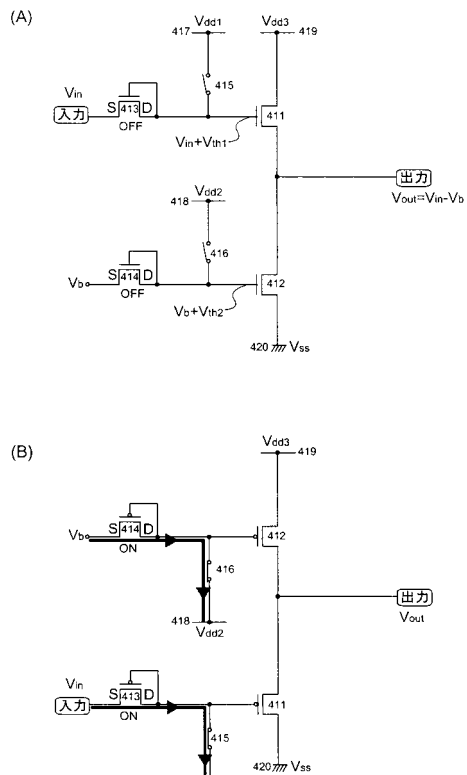 (A)
Vdd1
Vdd3
417
419
415
Vin
入力
S 413 D
OFF
411
Vin+Vth1
出力
Vout=Vin-Vb
Vdd2
418
416
Vb
S 414 D
OFF
412
Vb+Vth2
420 Vss
(B)
Vdd3
419
Vb
S 414 D
ON
412
416
418
Vdd2
出力
Vout
Vin
入力
S 413 D
ON
411
415
420 Vss